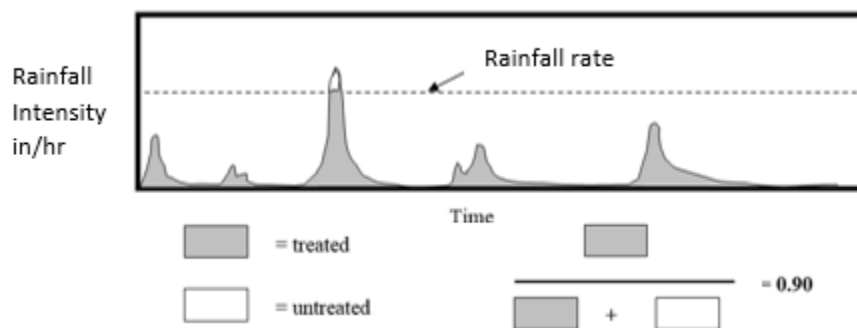 Rainfall
Intensity
in/hr
Rainfall rate
Time
= treated
= untreated
+
= 0.90